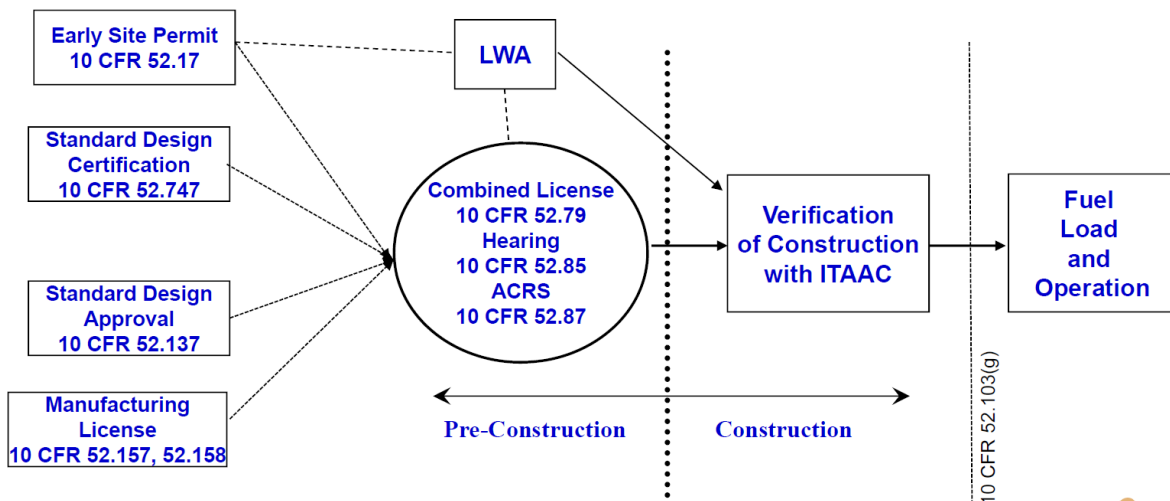 Early Site Permit
10 CFR 52.17
LWA
Standard Design
Certification
10 CFR 52.747
Combined License
10 CFR 52.79
Hearing
10 CFR 52.85
ACRS
10 CFR 52.87
Verification
of Construction
with ITAAC
Fuel
Load
and
Operation
Standard Design
Approval
10 CFR 52.137
Manufacturing
License
10 CFR 52.157, 52.158
Pre-Construction
Construction
10 CFR 52.103(g)